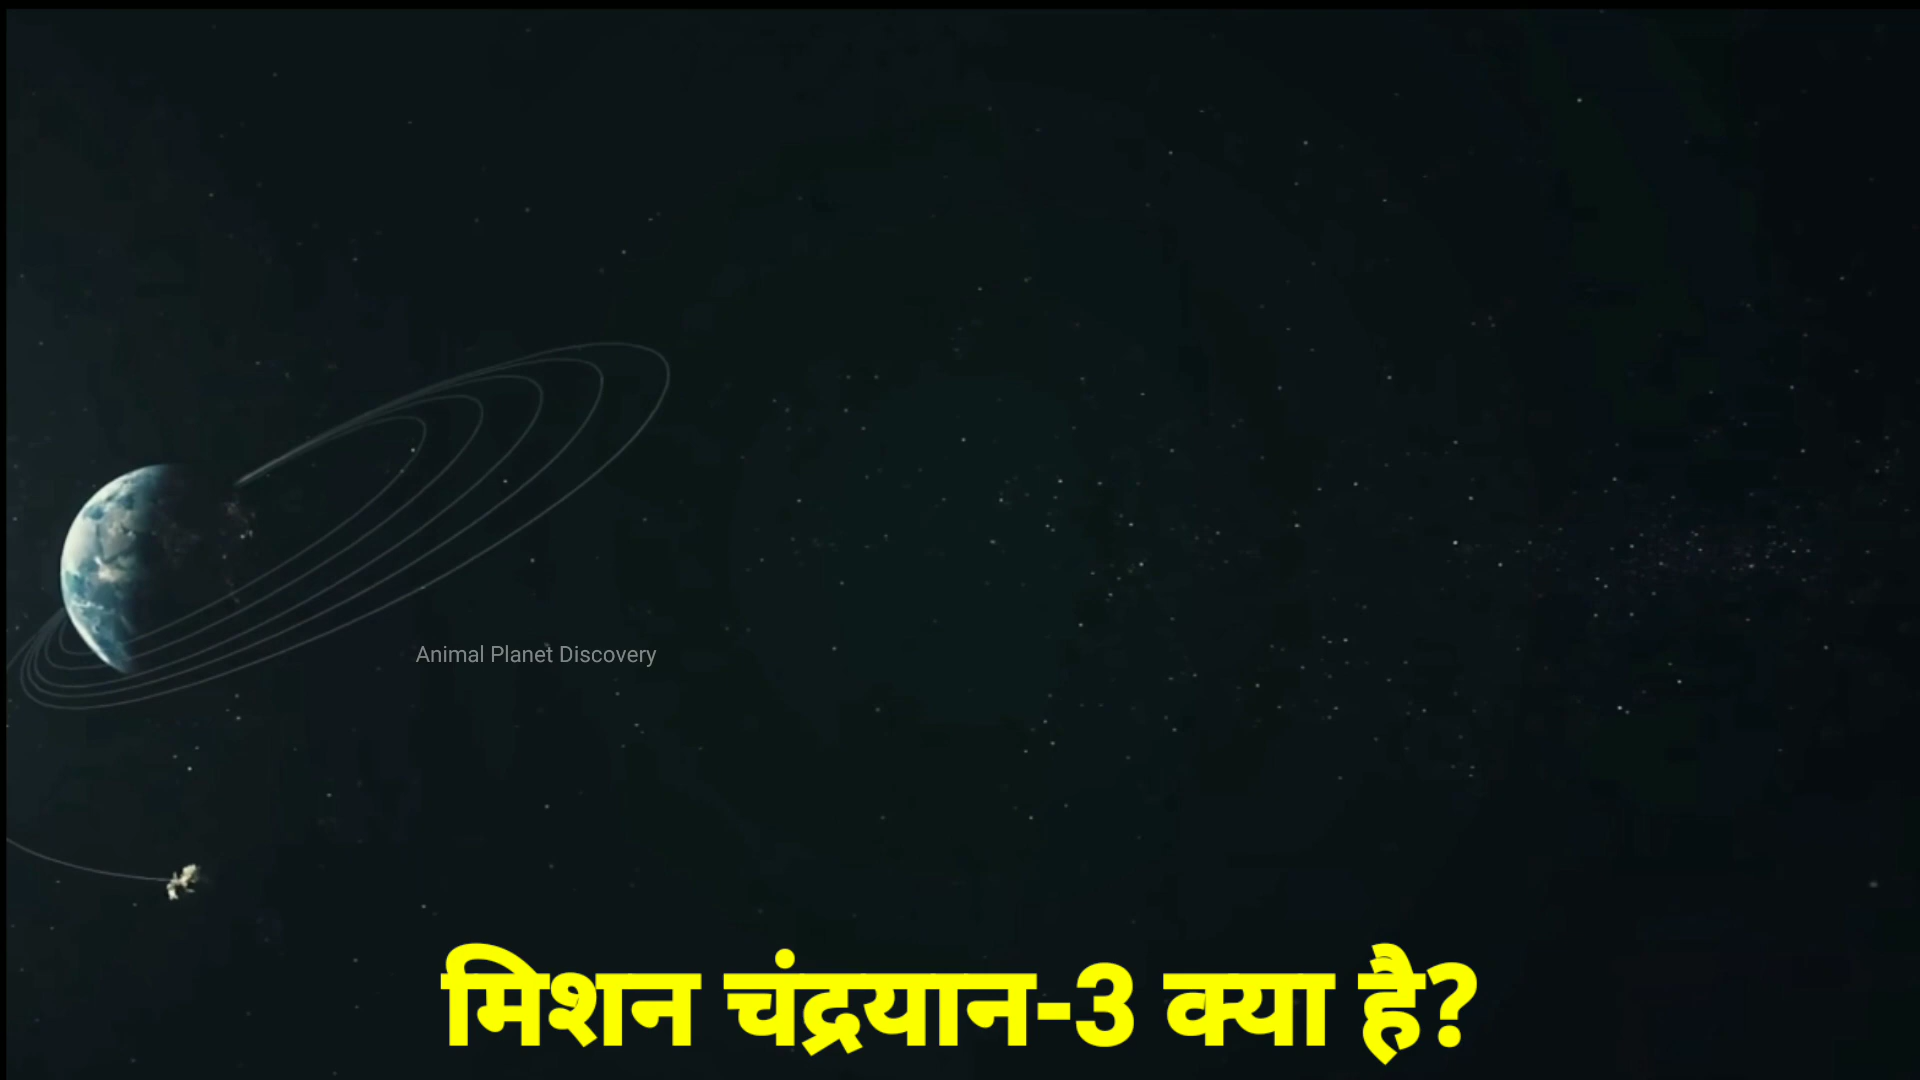 Animal Planet Discovery
मिशन चंद्रयान-3 क्या है?